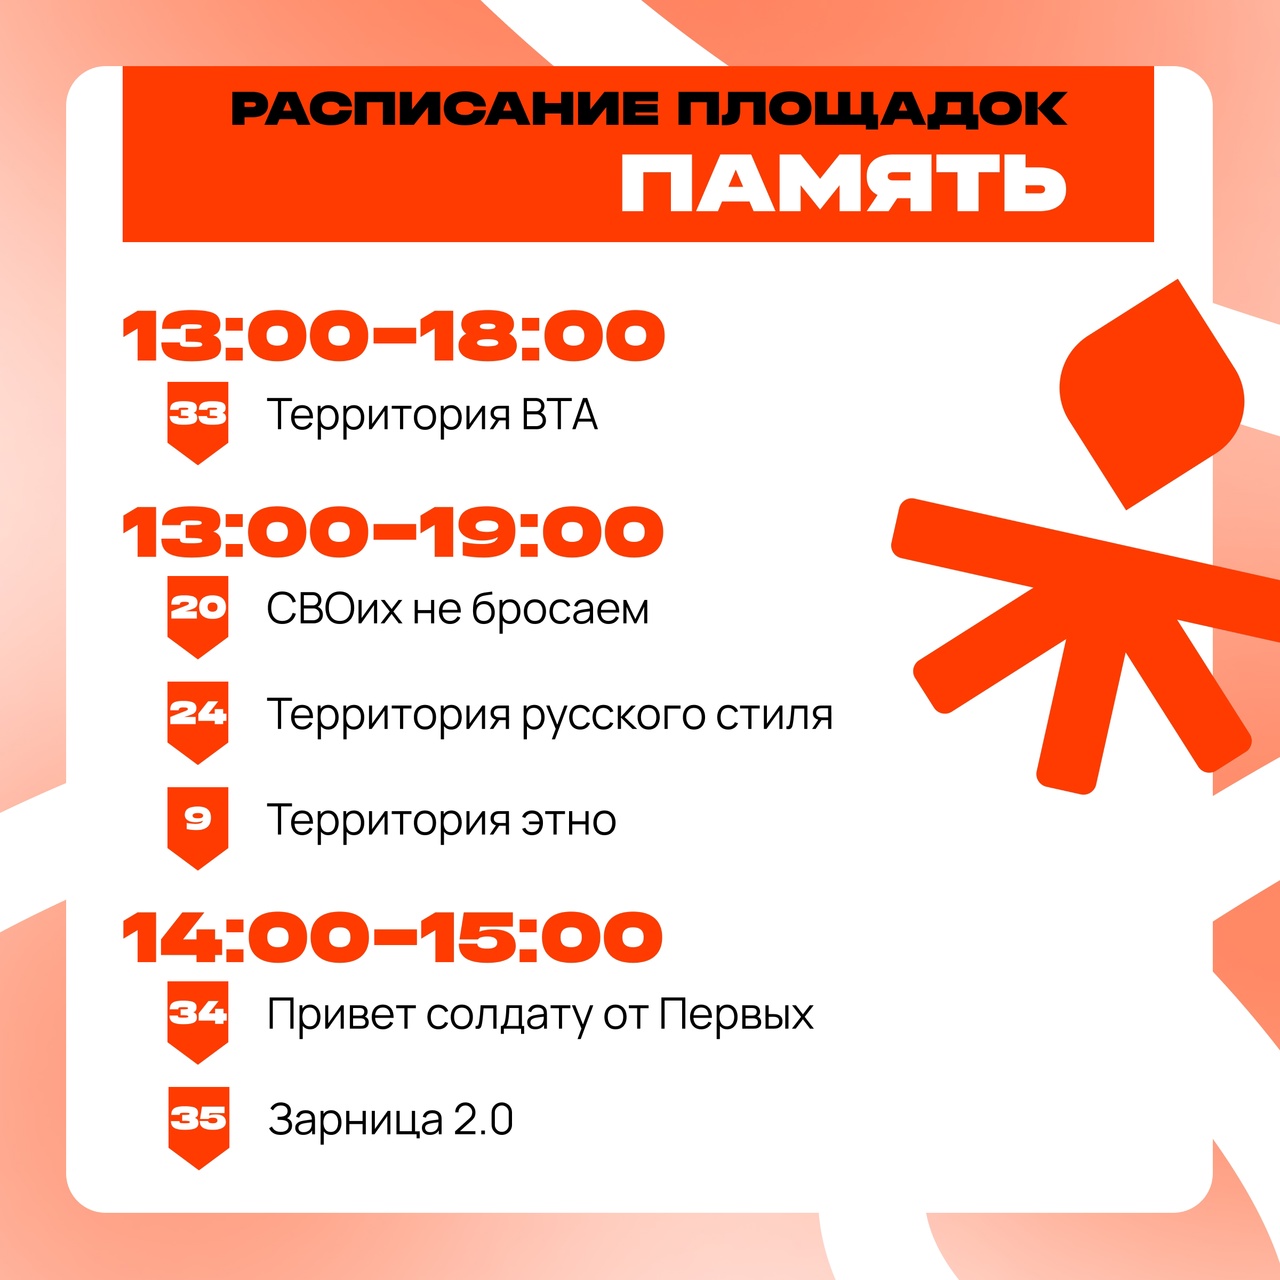 РАСПИСАНИЕ ПЛОЩАДОК
ПАМЯТЬ
13:00–18:00
33 Территория ВТА
13:00–19:00
20 СВОих не бросаем
24 Территория русского стиля
9 Территория этно
14:00–15:00
34 Привет солдату от Первых
35 Зарница 2.0